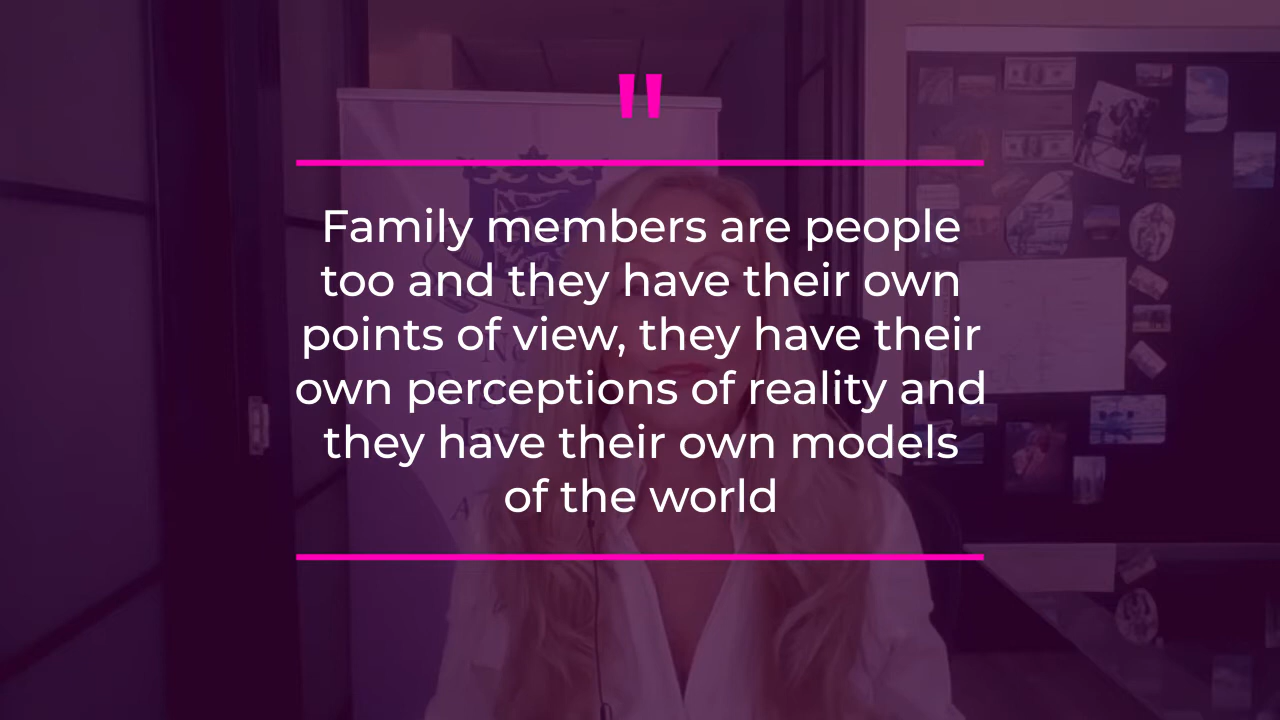 "
Family members are people
too and they have their own
points of view, they have their
own perceptions of reality and
they have their own models
of the world